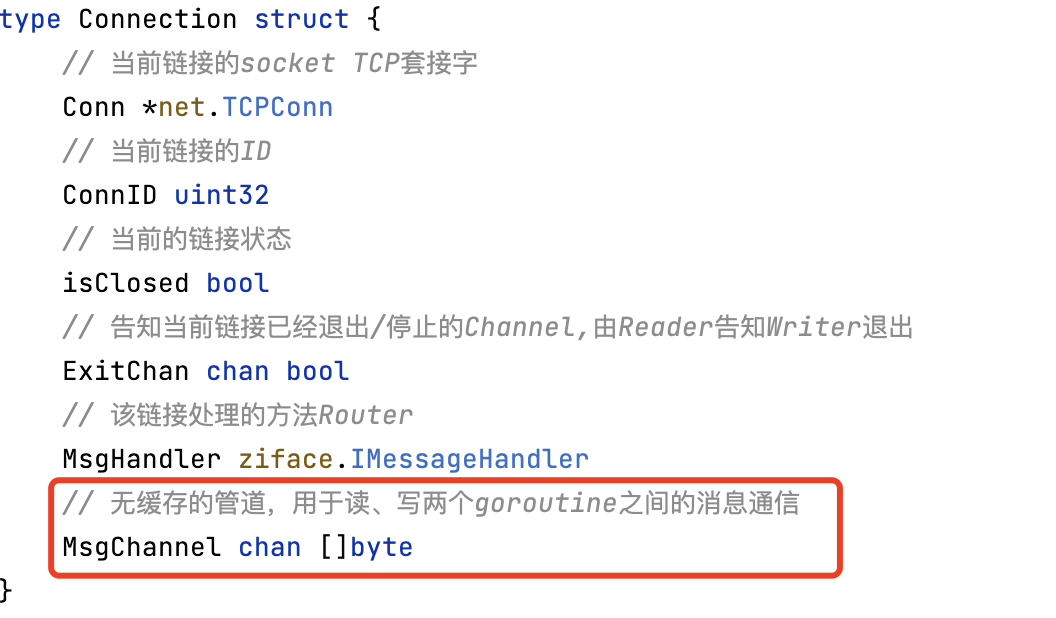 type Connection struct {
// 当前链接的socket TCP套接字
Conn *net.TCPConn
// 当前链接的ID
ConnID uint32
// 当前的链接状态
isClosed bool
// 告知当前链接已经退出/停止的Channel,由Reader告知Writer退出
ExitChan chan bool
// 该链接处理的方法Router
MsgHandler ziface.IMessageHandler
// 无缓存的管道，用于读、写两个goroutine之间的消息通信
MsgChannel chan []byte
}